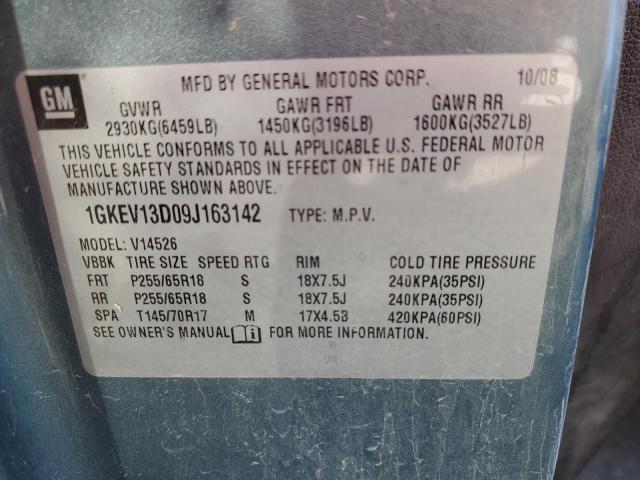 GM
MFD BY GENERAL MOTORS CORP. 10/08
GVWR GAWR FRT GAWR RR
2930KG(6459LB) 1450KG(3196LB) 1600KG(3527LB)
THIS VEHICLE CONFORMS TO ALL APPLICABLE U.S. FEDERAL MOTOR
VEHICLE SAFETY STANDARDS IN EFFECT ON THE DATE OF
MANUFACTURE SHOWN ABOVE.
1GKEV13D09J163142 TYPE: M.P.V.
MODEL: V14526
VBBK TIRE SIZE SPEED RTG RIM COLD TIRE PRESSURE
FRT P255/65R18 S 18X7.5J 240KPA(35PSI)
RR P255/65R18 S 18X7.5J 240KPA(35PSI)
SPA T145/70R17 M 17X4.53 420KPA(60PSI)
SEE OWNER'S MANUAL FOR MORE INFORMATION.